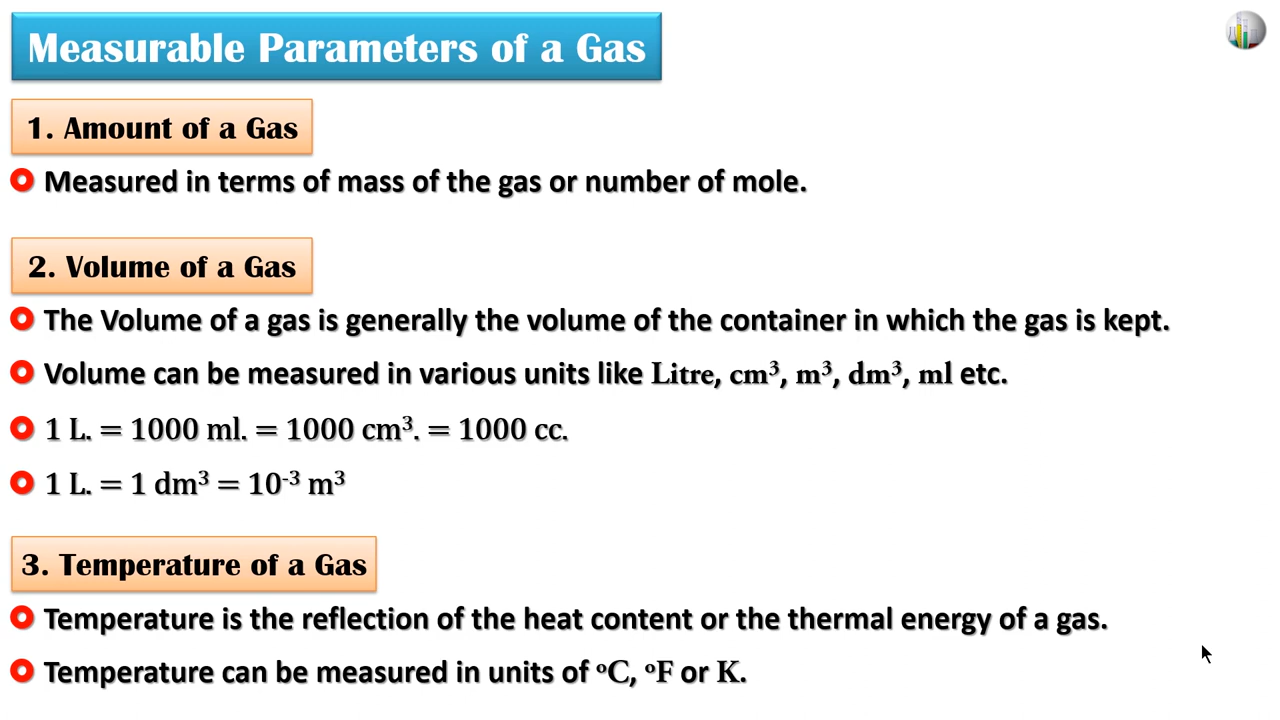 Measurable Parameters of a Gas
1. Amount of a Gas
Measured in terms of mass of the gas or number of mole.
2. Volume of a Gas
The Volume of a gas is generally the volume of the container in which the gas is kept.
Volume can be measured in various units like Litre, cm³, m³, dm³, ml etc.
1 L. = 1000 ml. = 1000 cm³. = 1000 cc.
1 L. = 1 dm³ = 10⁻³ m³
3. Temperature of a Gas
Temperature is the reflection of the heat content or the thermal energy of a gas.
Temperature can be measured in units of ᵒC, ᵒF or K.